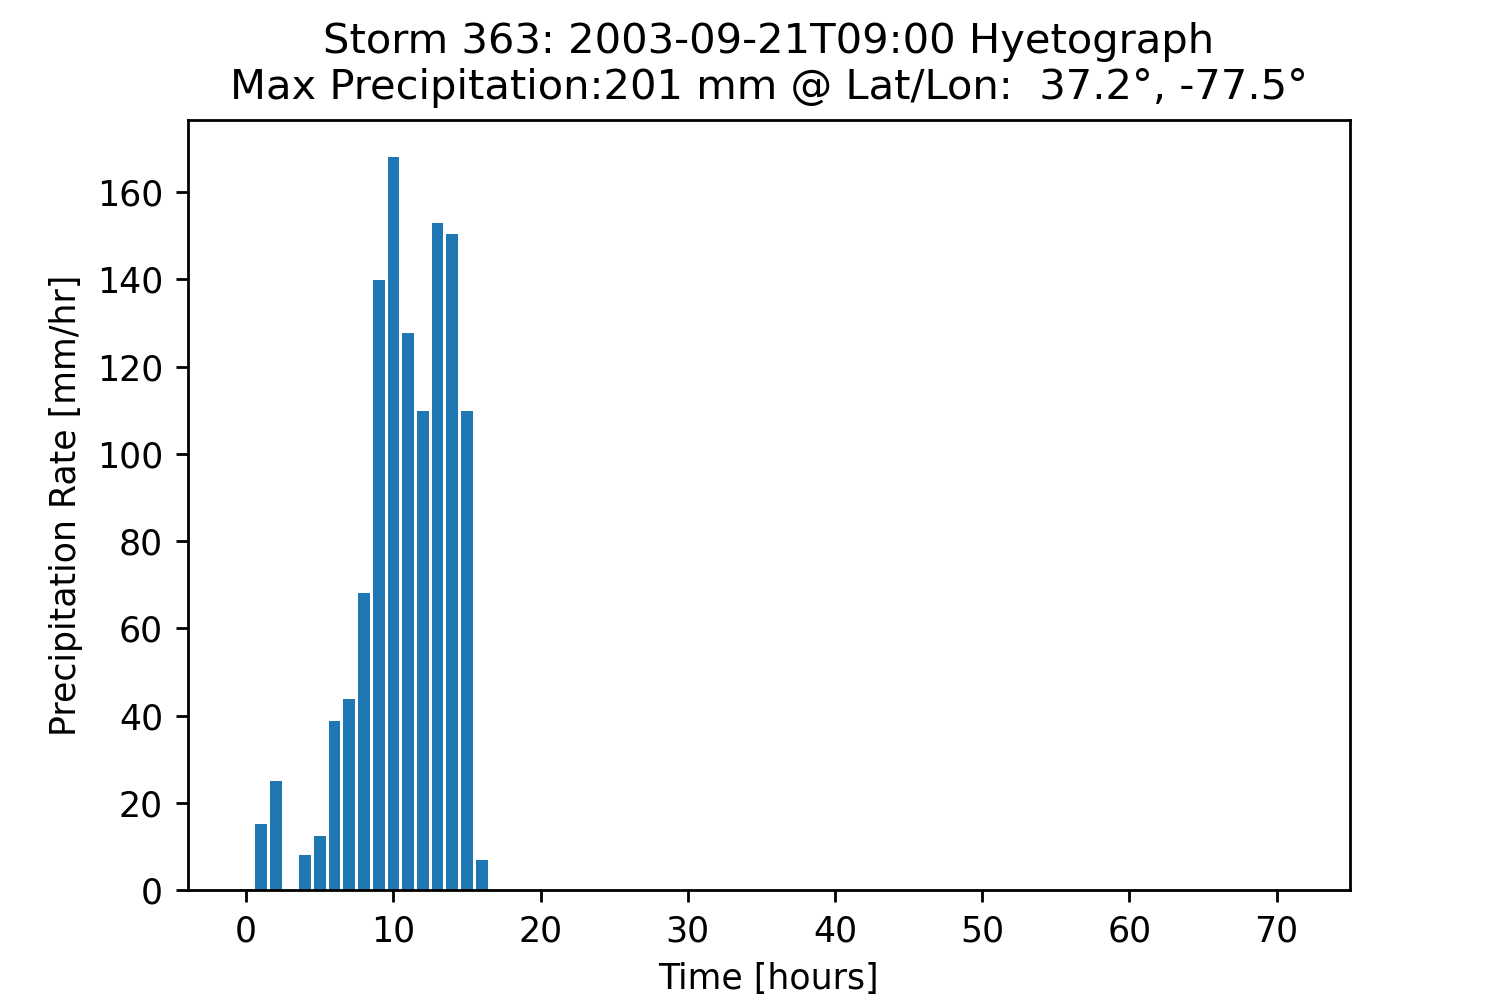 Storm 363: 2003-09-21T09:00 Hyetograph
Max Precipitation:201 mm @ Lat/Lon:  37.2°, -77.5°
Precipitation Rate [mm/hr]
160
140
120
100
80
60
40
20
0
0 10 20 30 40 50 60 70
Time [hours]